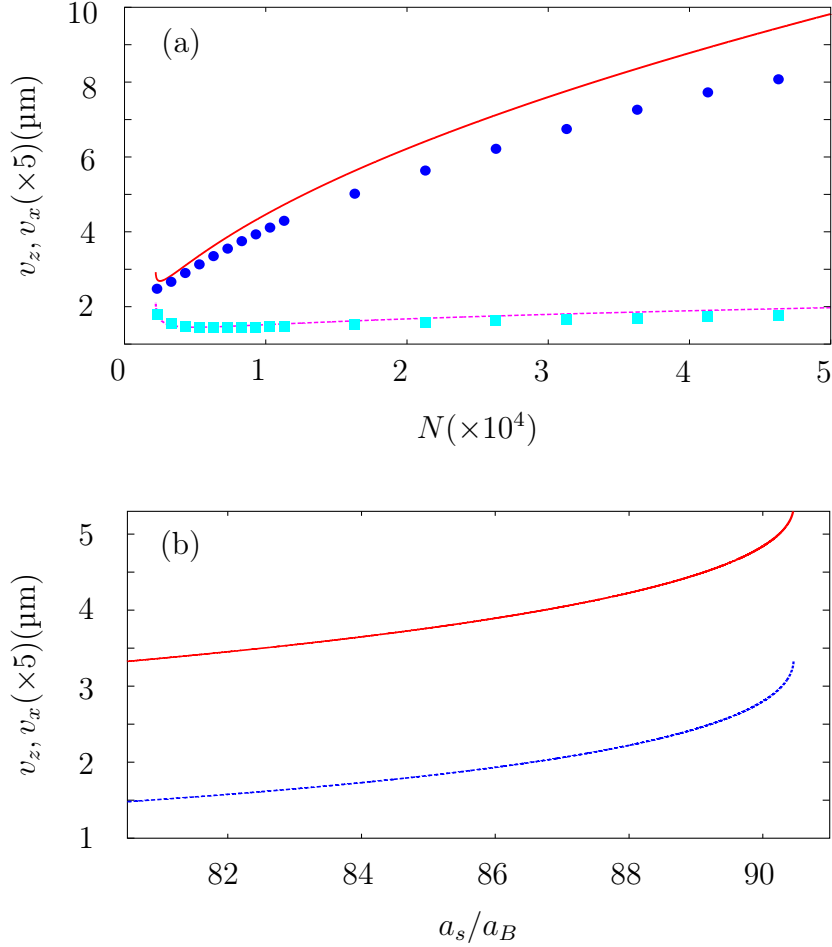 10
(a)
8
6
4
2
v_z, v_x(×5)(µm)
0 1 2 3 4 5
N(×10^4)
5
(b)
4
3
2
1
v_z, v_x(×5)(µm)
82 84 86 88 90
a_s/a_B